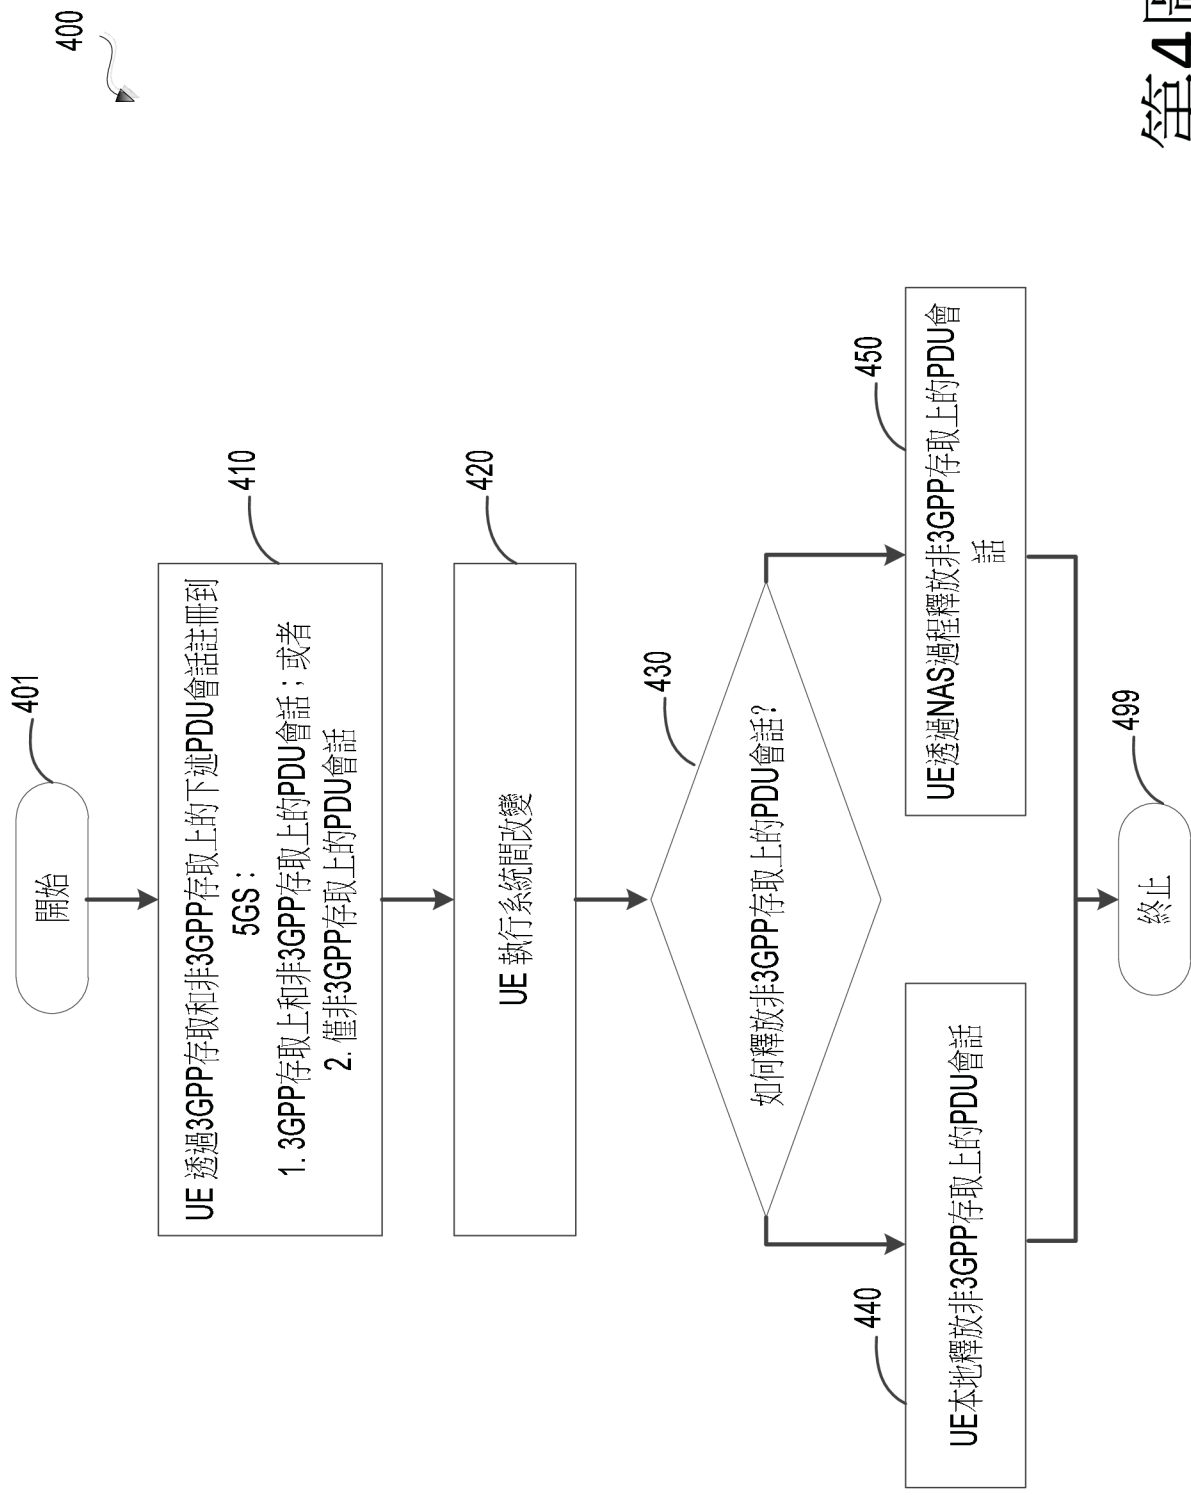 400
401
開始
410
UE 透過3GPP存取和非3GPP存取上的下述PDU會話註冊到
5GS：
1. 3GPP存取上和非3GPP存取上的PDU會話；或者
2. 僅非3GPP存取上的PDU會話
420
UE 執行系統間改變
430
如何釋放非3GPP存取上的PDU會話?
440
UE本地釋放非3GPP存取上的PDU會話
450
UE透過NAS過程釋放非3GPP存取上的PDU會
話
499
終止
第4圖